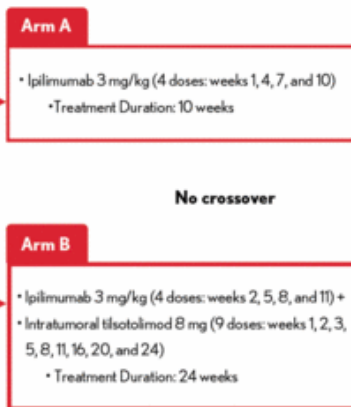 Arm A
• Ipilimumab 3 mg/kg (4 doses: weeks 1, 4, 7, and 10)
•Treatment Duration: 10 weeks
No crossover
Arm B
• Ipilimumab 3 mg/kg (4 doses: weeks 2, 5, 8, and 11) +
• Intratumoral tilsotolimod 8 mg (9 doses: weeks 1, 2, 3,
5, 8, 11, 16, 20, and 24)
• Treatment Duration: 24 weeks